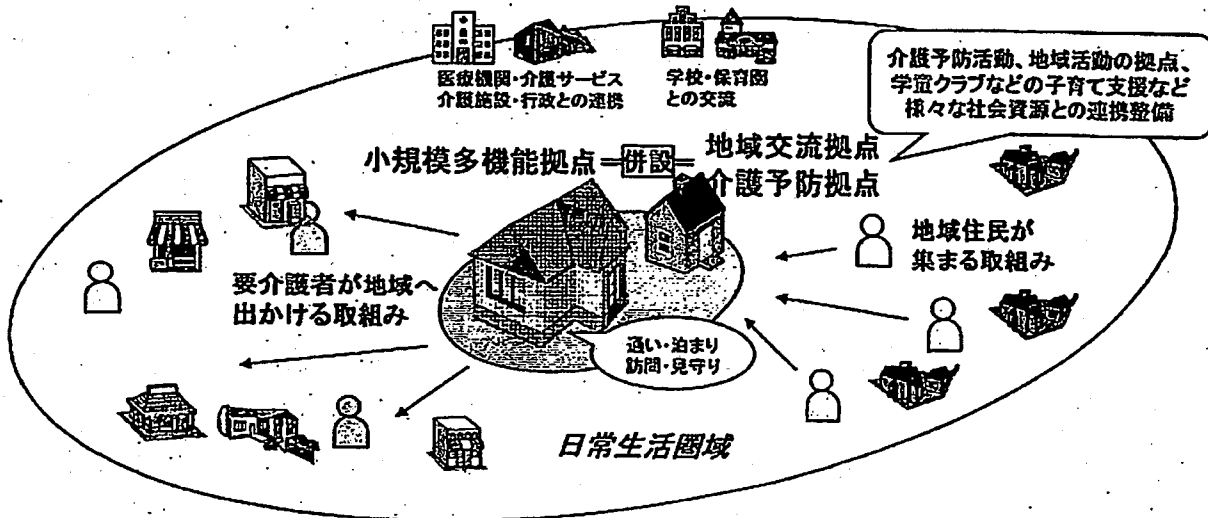 医療機関・介護サービス
介護施設・行政との連携
学校・保育園
との交流
介護予防活動、地域活動の拠点、
学童クラブなどの子育て支援など
様々な社会資源との連携整備
小規模多機能拠点=併設=
地域交流拠点
介護予防拠点
要介護者が地域へ
出かける取組み
地域住民が
集まる取組み
通い・泊まり
訪問・見守り
日常生活圏域